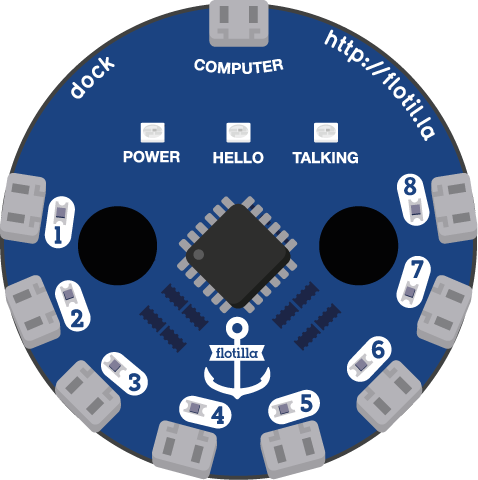 COMPUTER
dock
http://flotil.la
POWER
HELLO
TALKING
1
2
3
4
5
6
7
8
flotilla